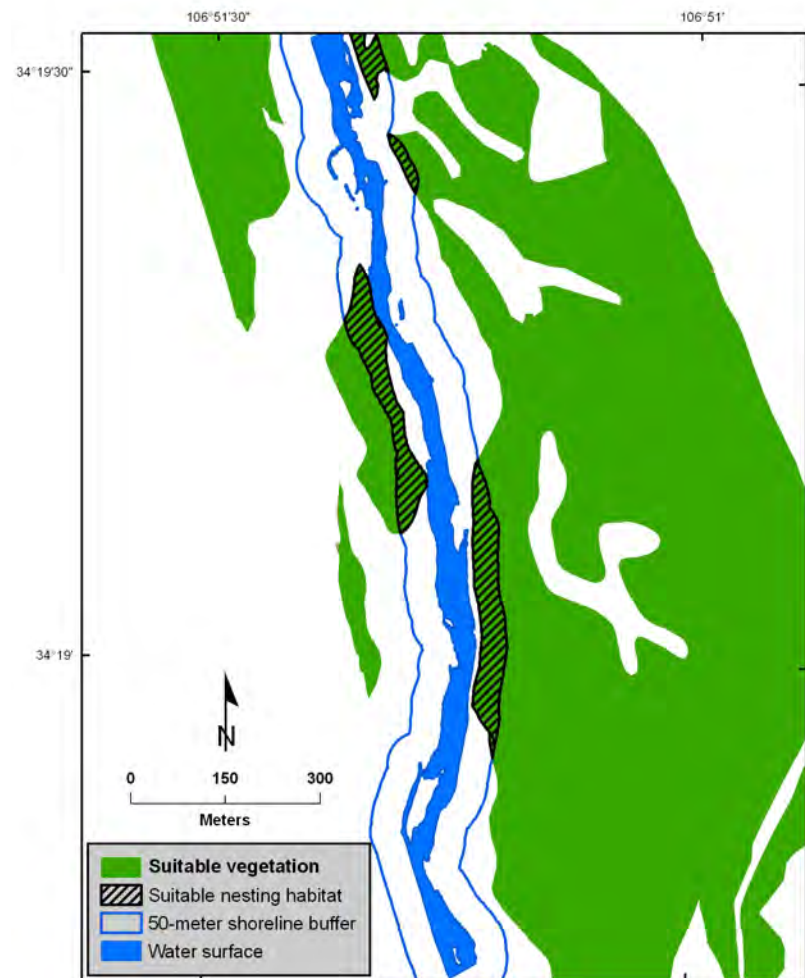 106°51'30"
106°51'
34°19'30"
34°19'
N
0 150 300
Meters
Suitable vegetation
Suitable nesting habitat
50-meter shoreline buffer
Water surface